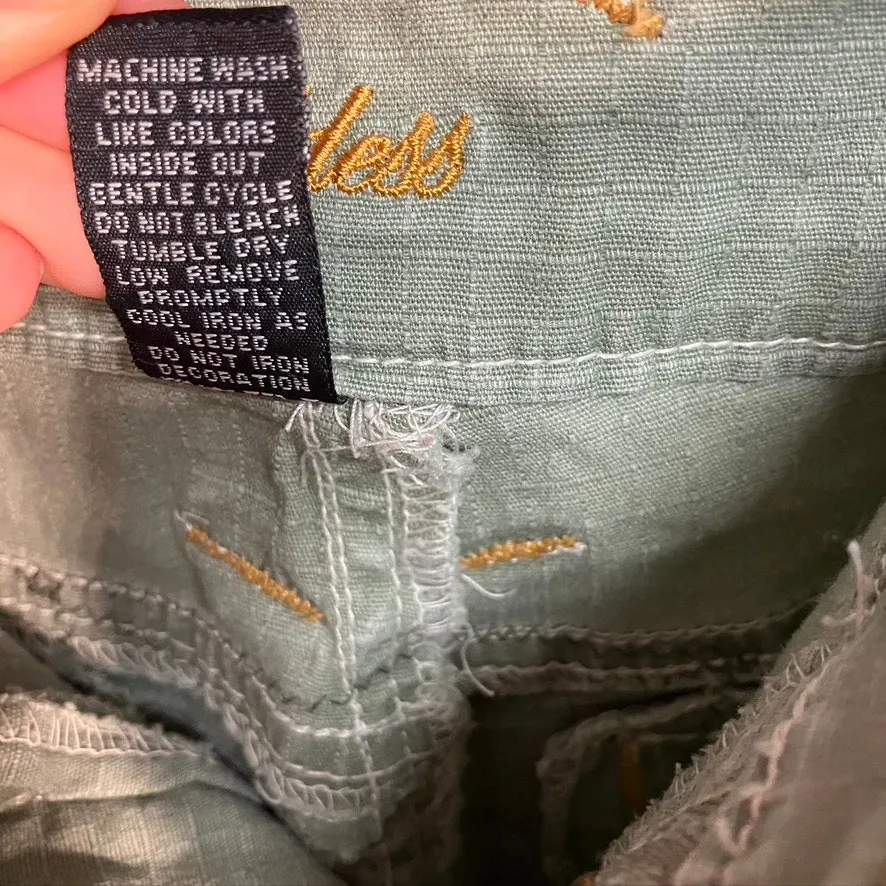 MACHINE WASH
COLD WITH
LIKE COLORS
INSIDE OUT
GENTLE CYCLE
DO NOT BLEACH
TUMBLE DRY
LOW REMOVE
PROMPTLY
COOL IRON AS
NEEDED
DO NOT IRON
DECORATION
less